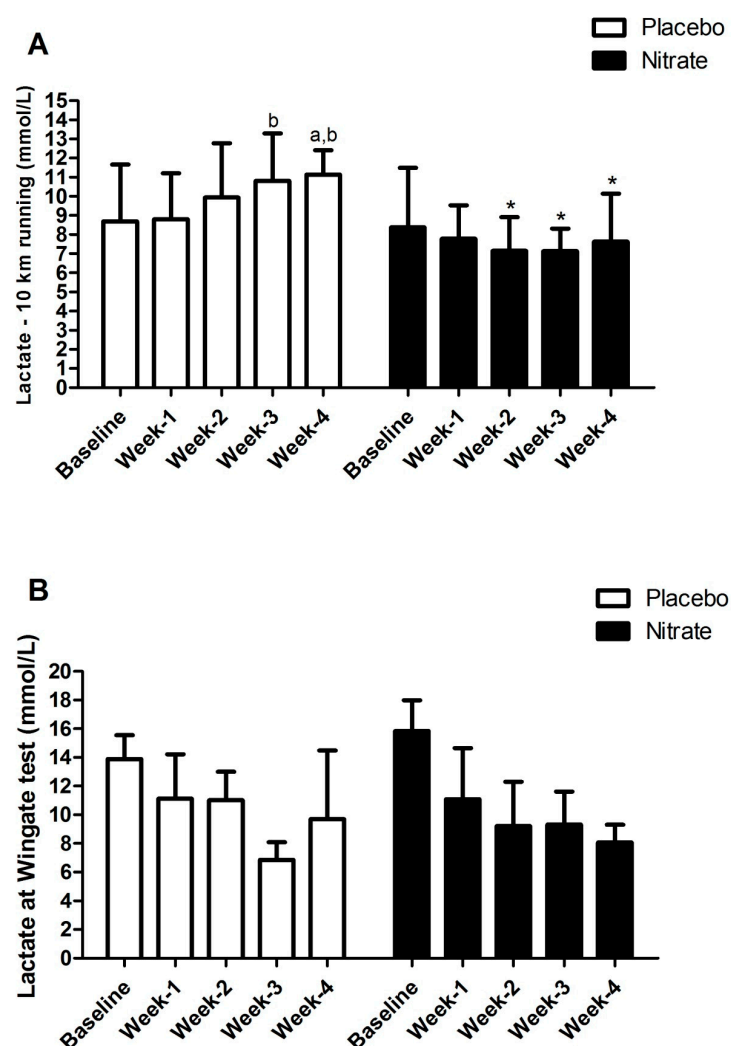 A
Placebo
Nitrate
Lactate - 10 km running (mmol/L)
15
14
13
12
11
10
9
8
7
6
5
4
3
2
1
0
b
a,b
*
*
*
Baseline
Week-1
Week-2
Week-3
Week-4
Baseline
Week-1
Week-2
Week-3
Week-4
B
Placebo
Nitrate
Lactate at Wingate test (mmol/L)
20
18
16
14
12
10
8
6
4
2
0
Baseline
Week-1
Week-2
Week-3
Week-4
Baseline
Week-1
Week-2
Week-3
Week-4